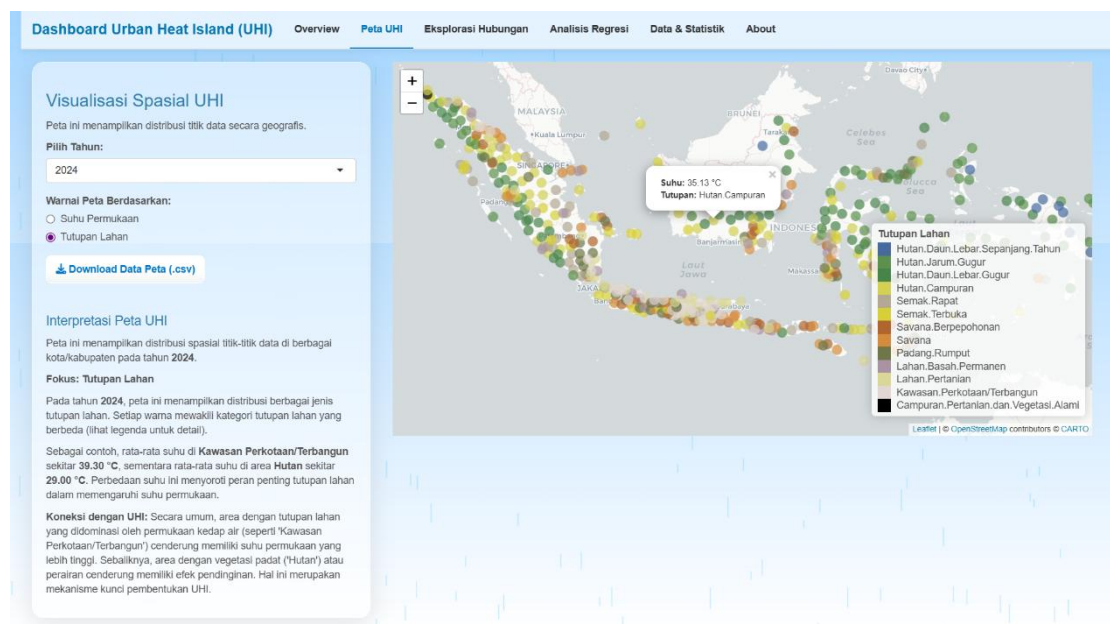 Dashboard Urban Heat Island (UHI) Overview Peta UHI Eksplorasi Hubungan Analisis Regresi Data & Statistik About
Visualisasi Spasial UHI
Peta ini menampilkan distribusi titik data secara geografis.
Pilih Tahun:
2024
Warnai Peta Berdasarkan:
Suhu Permukaan
Tutupan Lahan
Download Data Peta (.csv)
Interpretasi Peta UHI
Peta ini menampilkan distribusi spasial titik-titik data di berbagai
kota/kabupaten pada tahun 2024.
Fokus: Tutupan Lahan
Pada tahun 2024, peta ini menampilkan distribusi berbagai jenis
tutupan lahan. Setiap warna mewakili kategori tutupan lahan yang
berbeda (lihat legenda untuk detail).
Sebagai contoh, rata-rata suhu di Kawasan Perkotaan/Terbangun
sekitar 39.30 °C, sementara rata-rata suhu di area Hutan sekitar
29.00 °C. Perbedaan suhu ini menyoroti peran penting tutupan lahan
dalam memengaruhi suhu permukaan.
Koneksi dengan UHI: Secara umum, area dengan tutupan lahan
yang didominasi oleh permukaan kedap air (seperti 'Kawasan
Perkotaan/Terbangun') cenderung memiliki suhu permukaan yang
lebih tinggi. Sebaliknya, area dengan vegetasi padat ('Hutan') atau
perairan cenderung memiliki efek pendinginan. Hal ini merupakan
mekanisme kunci pembentukan UHI.
+
−
Davao City
MALAYSIA
BRUNEI
Kuala Lumpur
Tarakan
Celebes
Sea
SINGAPORE
Suhu: 35.13 °C
Tutupan: Hutan.Campuran
×
Padang
INDONES
Banjarmasin
Laut
Jawa
Makassar
JAKA
Tutupan Lahan
Hutan.Daun.Lebar.Sepanjang.Tahun
Hutan.Jarum.Gugur
Hutan.Daun.Lebar.Gugur
Hutan.Campuran
Semak.Rapat
Semak.Terbuka
Savana.Berpepohonan
Savana
Padang.Rumput
Lahan.Basah.Permanen
Lahan.Pertanian
Kawasan.Perkotaan/Terbangun
Campuran.Pertanian.dan.Vegetasi.Alami
Leaflet | © OpenStreetMap contributors © CARTO